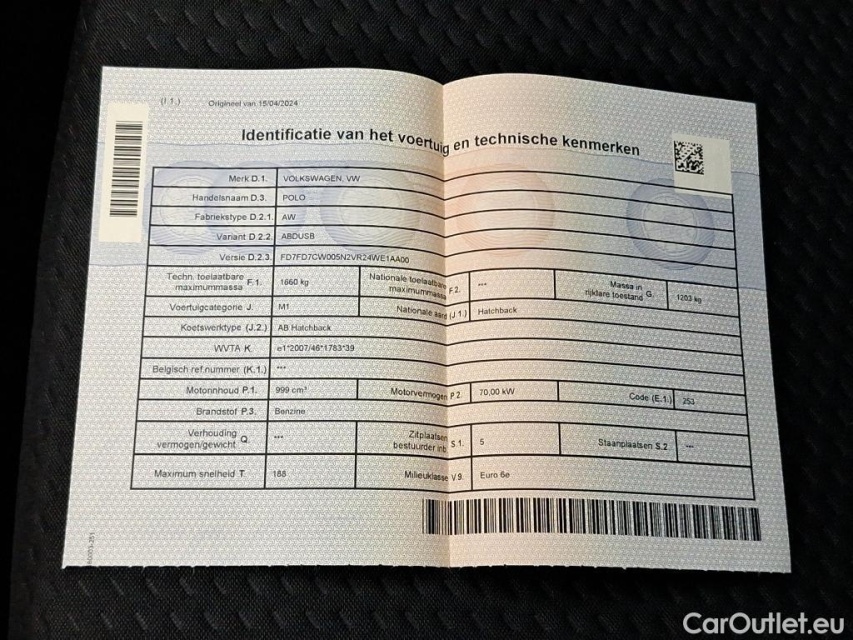 (I.1.) Origineel van 15/04/2024
Identificatie van het voertuig en technische kenmerken
Merk D.1. VOLKSWAGEN, VW
Handelsnaam D.3. POLO
Fabriekstype D.2.1. AW
Variant D.2.2. ABDUSB
Versie D.2.3. FD7FD7CW005N2VR24WE1AA00
Techn. toelaatbare maximummassa F.1. 1660 kg Nationale toelaatbare maximummassa F.2. *** Massa in rijklare toestand G. 1203 kg
Voertuigcategorie J. M1 Nationale aard (J.1.) Hatchback
Koetswerktype (J.2.) AB Hatchback
WVTA K. e1*2007/46*1783*39
Belgisch ref.nummer (K.1.) ***
Motorinhoud P.1. 999 cm³ Motorvermogen P.2. 70,00 kW Code (E.1.) 253
Brandstof P.3. Benzine
Verhouding vermogen/gewicht Q. *** Zitplaatsen bestuurder inb S.1. 5 Staanplaatsen S.2. ---
Maximum snelheid T. 188 Milieuklasse V.9. Euro 6e
CarOutlet.eu